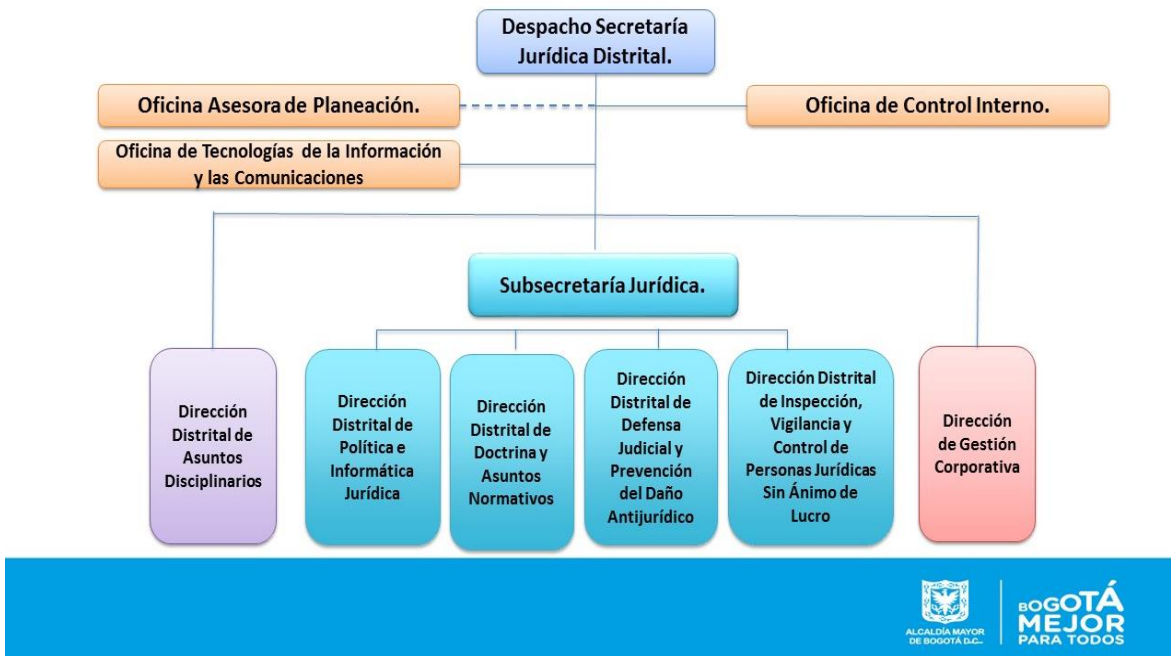 Despacho Secretaría
Jurídica Distrital.
Oficina Asesora de Planeación.
Oficina de Control Interno.
Oficina de Tecnologías de la Información
y las Comunicaciones
Subsecretaría Jurídica.
Dirección
Distrital de
Asuntos
Disciplinarios
Dirección
Distrital de
Política e
Informática
Jurídica
Dirección
Distrital de
Doctrina y
Asuntos
Normativos
Dirección
Distrital de
Defensa
Judicial y
Prevención
del Daño
Antijurídico
Dirección Distrital
de Inspección,
Vigilancia y
Control de
Personas Jurídicas
Sin Ánimo de
Lucro
Dirección
de Gestión
Corporativa
ALCALDÍA MAYOR
DE BOGOTÁ D.C.
BOGOTÁ
MEJOR
PARA TODOS